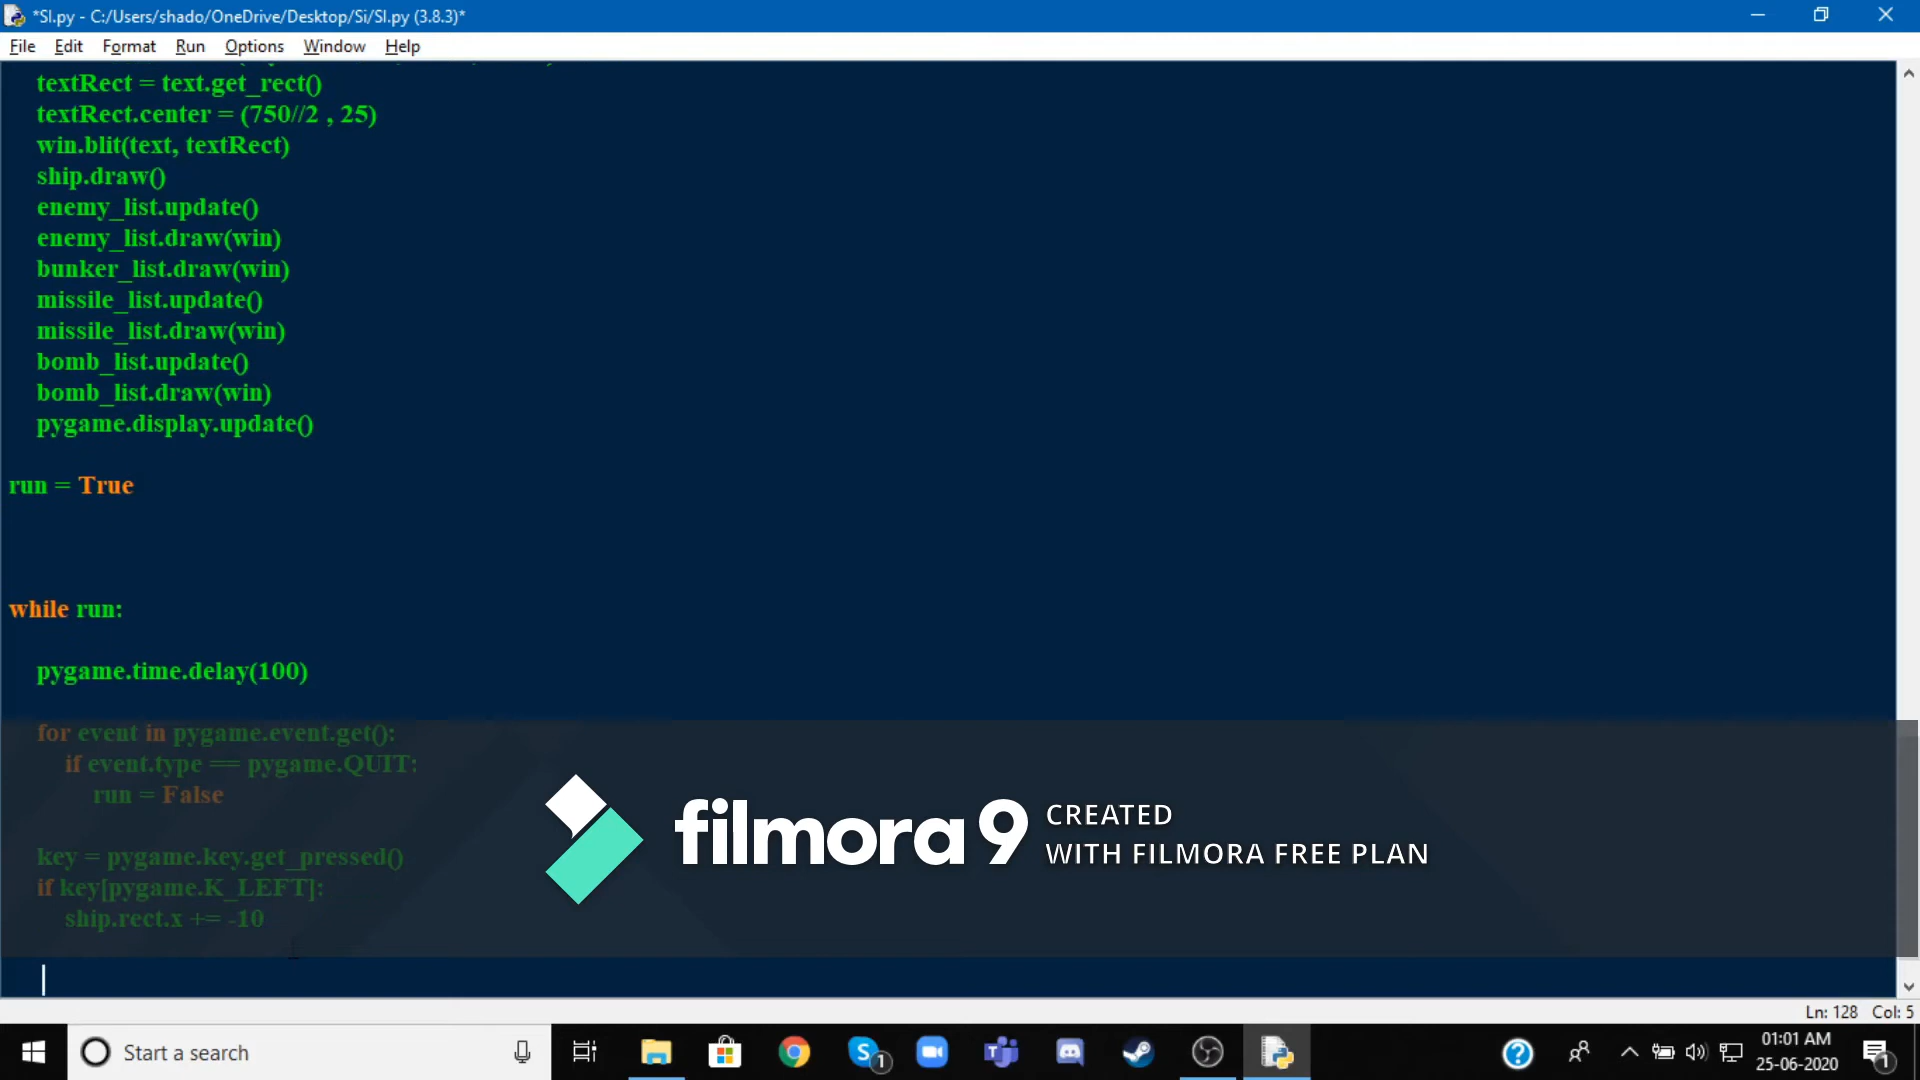 *SI.py - C:/Users/shado/OneDrive/Desktop/Si/SI.py (3.8.3)*
File Edit Format Run Options Window Help
textRect = text.get_rect()
textRect.center = (750//2 , 25)
win.blit(text, textRect)
ship.draw()
enemy_list.update()
enemy_list.draw(win)
bunker_list.draw(win)
missile_list.update()
missile_list.draw(win)
bomb_list.update()
bomb_list.draw(win)
pygame.display.update()
run = True
while run:
pygame.time.delay(100)
for event in pygame.event.get():
if event.type == pygame.QUIT:
run = False
key = pygame.key.get_pressed()
if key[pygame.K_LEFT]:
ship.rect.x += -10
filmora9 CREATED
WITH FILMORA FREE PLAN
Ln: 128 Col: 5
Start a search
1
01:01 AM
25-06-2020
1